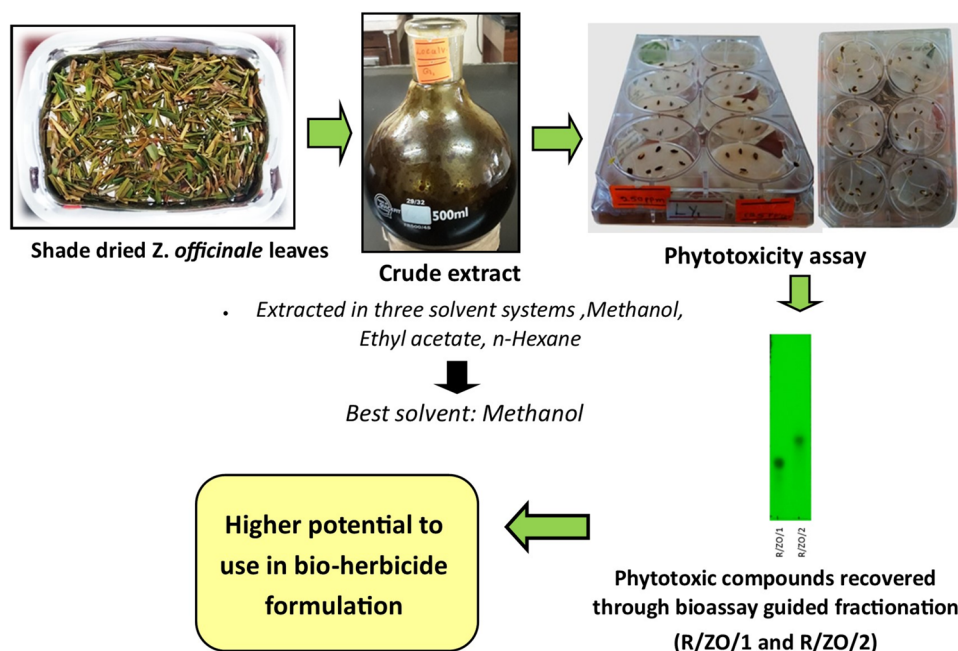 Shade dried Z. officinale leaves
29/32
500ml
Crude extract
• Extracted in three solvent systems ,Methanol,
Ethyl acetate, n-Hexane
Best solvent: Methanol
Phytotoxicity assay
R/ZO/1
R/ZO/2
Phytotoxic compounds recovered
through bioassay guided fractionation
(R/ZO/1 and R/ZO/2)
Higher potential to
use in bio-herbicide
formulation